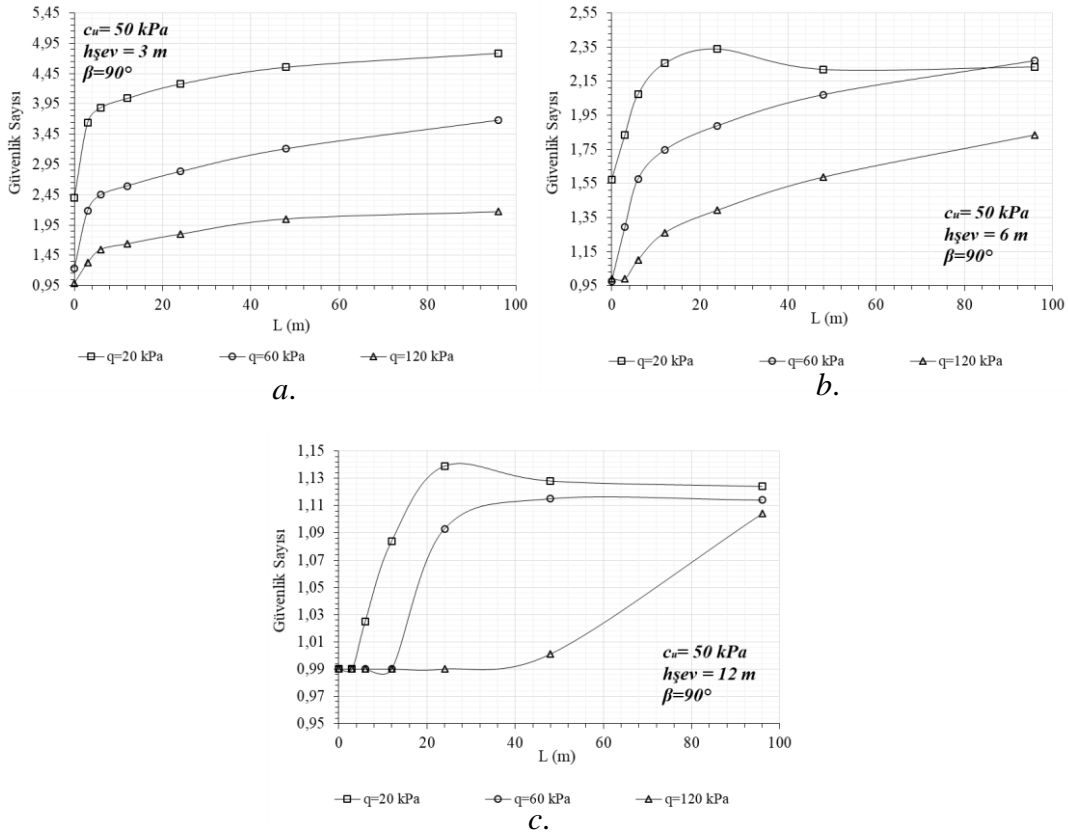 5,45
4,95
4,45
3,95
3,45
2,95
2,45
1,95
1,45
0,95
Güvenlik Sayısı
cu= 50 kPa
hşev = 3 m
β=90°
0 20 40 60 80 100
L (m)
q=20 kPa q=60 kPa q=120 kPa
a.
2,55
2,35
2,15
1,95
1,75
1,55
1,35
1,15
0,95
Güvenlik Sayısı
cu= 50 kPa
hşev = 6 m
β=90°
0 20 40 60 80 100
L (m)
q=20 kPa q=60 kPa q=120 kPa
b.
1,15
1,13
1,11
1,09
1,07
1,05
1,03
1,01
0,99
0,97
0,95
Güvenlik Sayısı
cu= 50 kPa
hşev = 12 m
β=90°
0 20 40 60 80 100
L (m)
q=20 kPa q=60 kPa q=120 kPa
c.